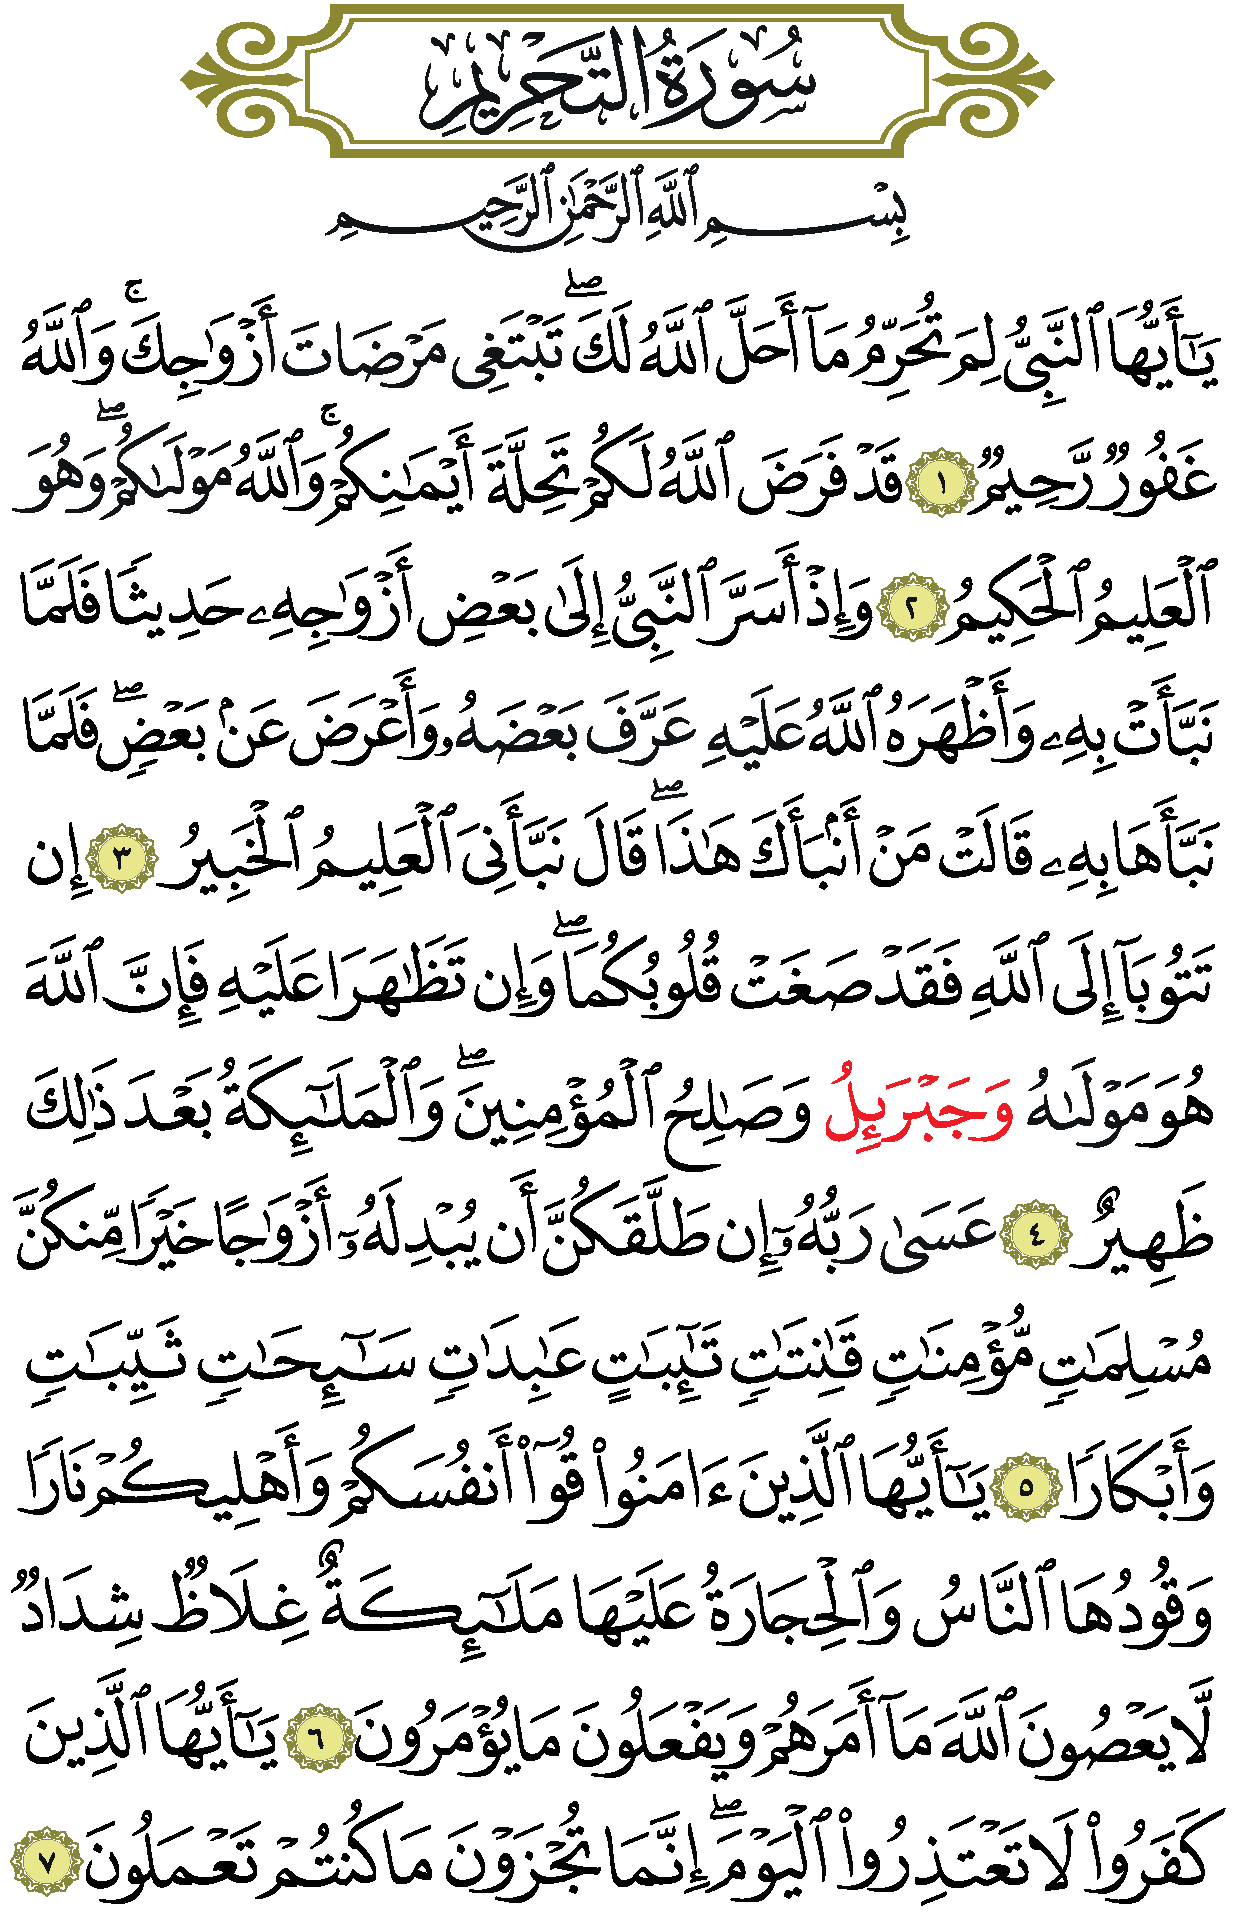 سُورَةُ التَّحْرِيمِ
بِسْمِ ٱللَّهِ ٱلرَّحْمَٰنِ ٱلرَّحِيمِ
يَٰٓأَيُّهَا ٱلنَّبِىُّ لِمَ تُحَرِّمُ مَآ أَحَلَّ ٱللَّهُ لَكَ ۖ تَبْتَغِى مَرْضَاتَ أَزْوَٰجِكَ ۚ وَٱللَّهُ
غَفُورٌ رَّحِيمٌ ١ قَدْ فَرَضَ ٱللَّهُ لَكُمْ تَحِلَّةَ أَيْمَٰنِكُمْ ۚ وَٱللَّهُ مَوْلَىٰكُمْ ۖ وَهُوَ
ٱلْعَلِيمُ ٱلْحَكِيمُ ٢ وَإِذْ أَسَرَّ ٱلنَّبِىُّ إِلَىٰ بَعْضِ أَزْوَٰجِهِۦ حَدِيثًا فَلَمَّا
نَبَّأَتْ بِهِۦ وَأَظْهَرَهُ ٱللَّهُ عَلَيْهِ عَرَّفَ بَعْضَهُۥ وَأَعْرَضَ عَنۢ بَعْضٍ ۖ فَلَمَّا
نَبَّأَهَا بِهِۦ قَالَتْ مَنْ أَنۢبَأَكَ هَٰذَا ۖ قَالَ نَبَّأَنِىَ ٱلْعَلِيمُ ٱلْخَبِيرُ ٣ إِن
تَتُوبَآ إِلَى ٱللَّهِ فَقَدْ صَغَتْ قُلُوبُكُمَا ۖ وَإِن تَظَٰهَرَا عَلَيْهِ فَإِنَّ ٱللَّهَ
هُوَ مَوْلَىٰهُ وَجَبْرَئِلُ وَصَٰلِحُ ٱلْمُؤْمِنِينَ ۖ وَٱلْمَلَٰٓئِكَةُ بَعْدَ ذَٰلِكَ
ظَهِيرٌ ٤ عَسَىٰ رَبُّهُۥٓ إِن طَلَّقَكُنَّ أَن يُبْدِلَهُۥٓ أَزْوَٰجًا خَيْرًا مِّنكُنَّ
مُسْلِمَٰتٍ مُّؤْمِنَٰتٍ قَٰنِتَٰتٍ تَٰٓئِبَٰتٍ عَٰبِدَٰتٍ سَٰٓئِحَٰتٍ ثَيِّبَٰتٍ
وَأَبْكَارًا ٥ يَٰٓأَيُّهَا ٱلَّذِينَ ءَامَنُوا۟ قُوٓا۟ أَنفُسَكُمْ وَأَهْلِيكُمْ نَارًا
وَقُودُهَا ٱلنَّاسُ وَٱلْحِجَارَةُ عَلَيْهَا مَلَٰٓئِكَةٌ غِلَاظٌ شِدَادٌ
لَّا يَعْصُونَ ٱللَّهَ مَآ أَمَرَهُمْ وَيَفْعَلُونَ مَا يُؤْمَرُونَ ٦ يَٰٓأَيُّهَا ٱلَّذِينَ
كَفَرُوا۟ لَا تَعْتَذِرُوا۟ ٱلْيَوْمَ ۖ إِنَّمَا تُجْزَوْنَ مَا كُنتُمْ تَعْمَلُونَ ٧